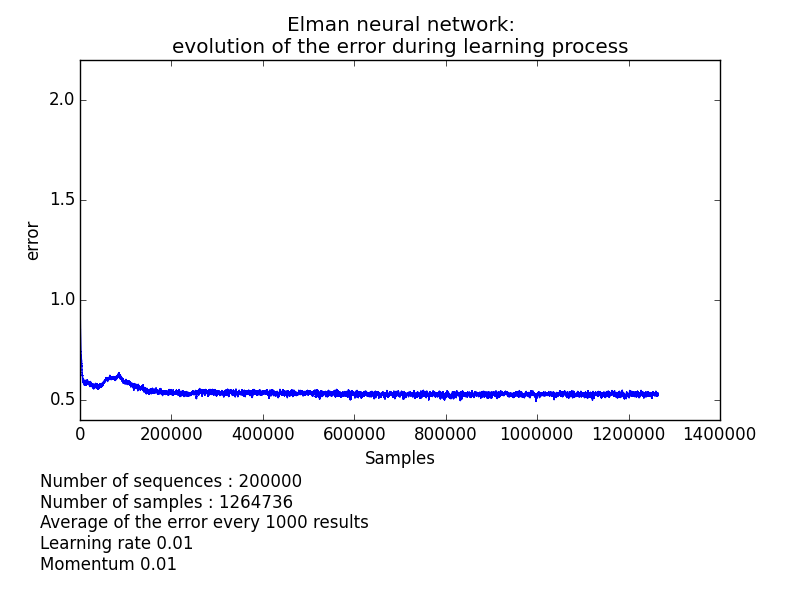 Elman neural network:
evolution of the error during learning process
2.0
1.5
1.0
0.5
error
0 200000 400000 600000 800000 1000000 1200000 1400000
Samples
Number of sequences : 200000
Number of samples : 1264736
Average of the error every 1000 results
Learning rate 0.01
Momentum 0.01